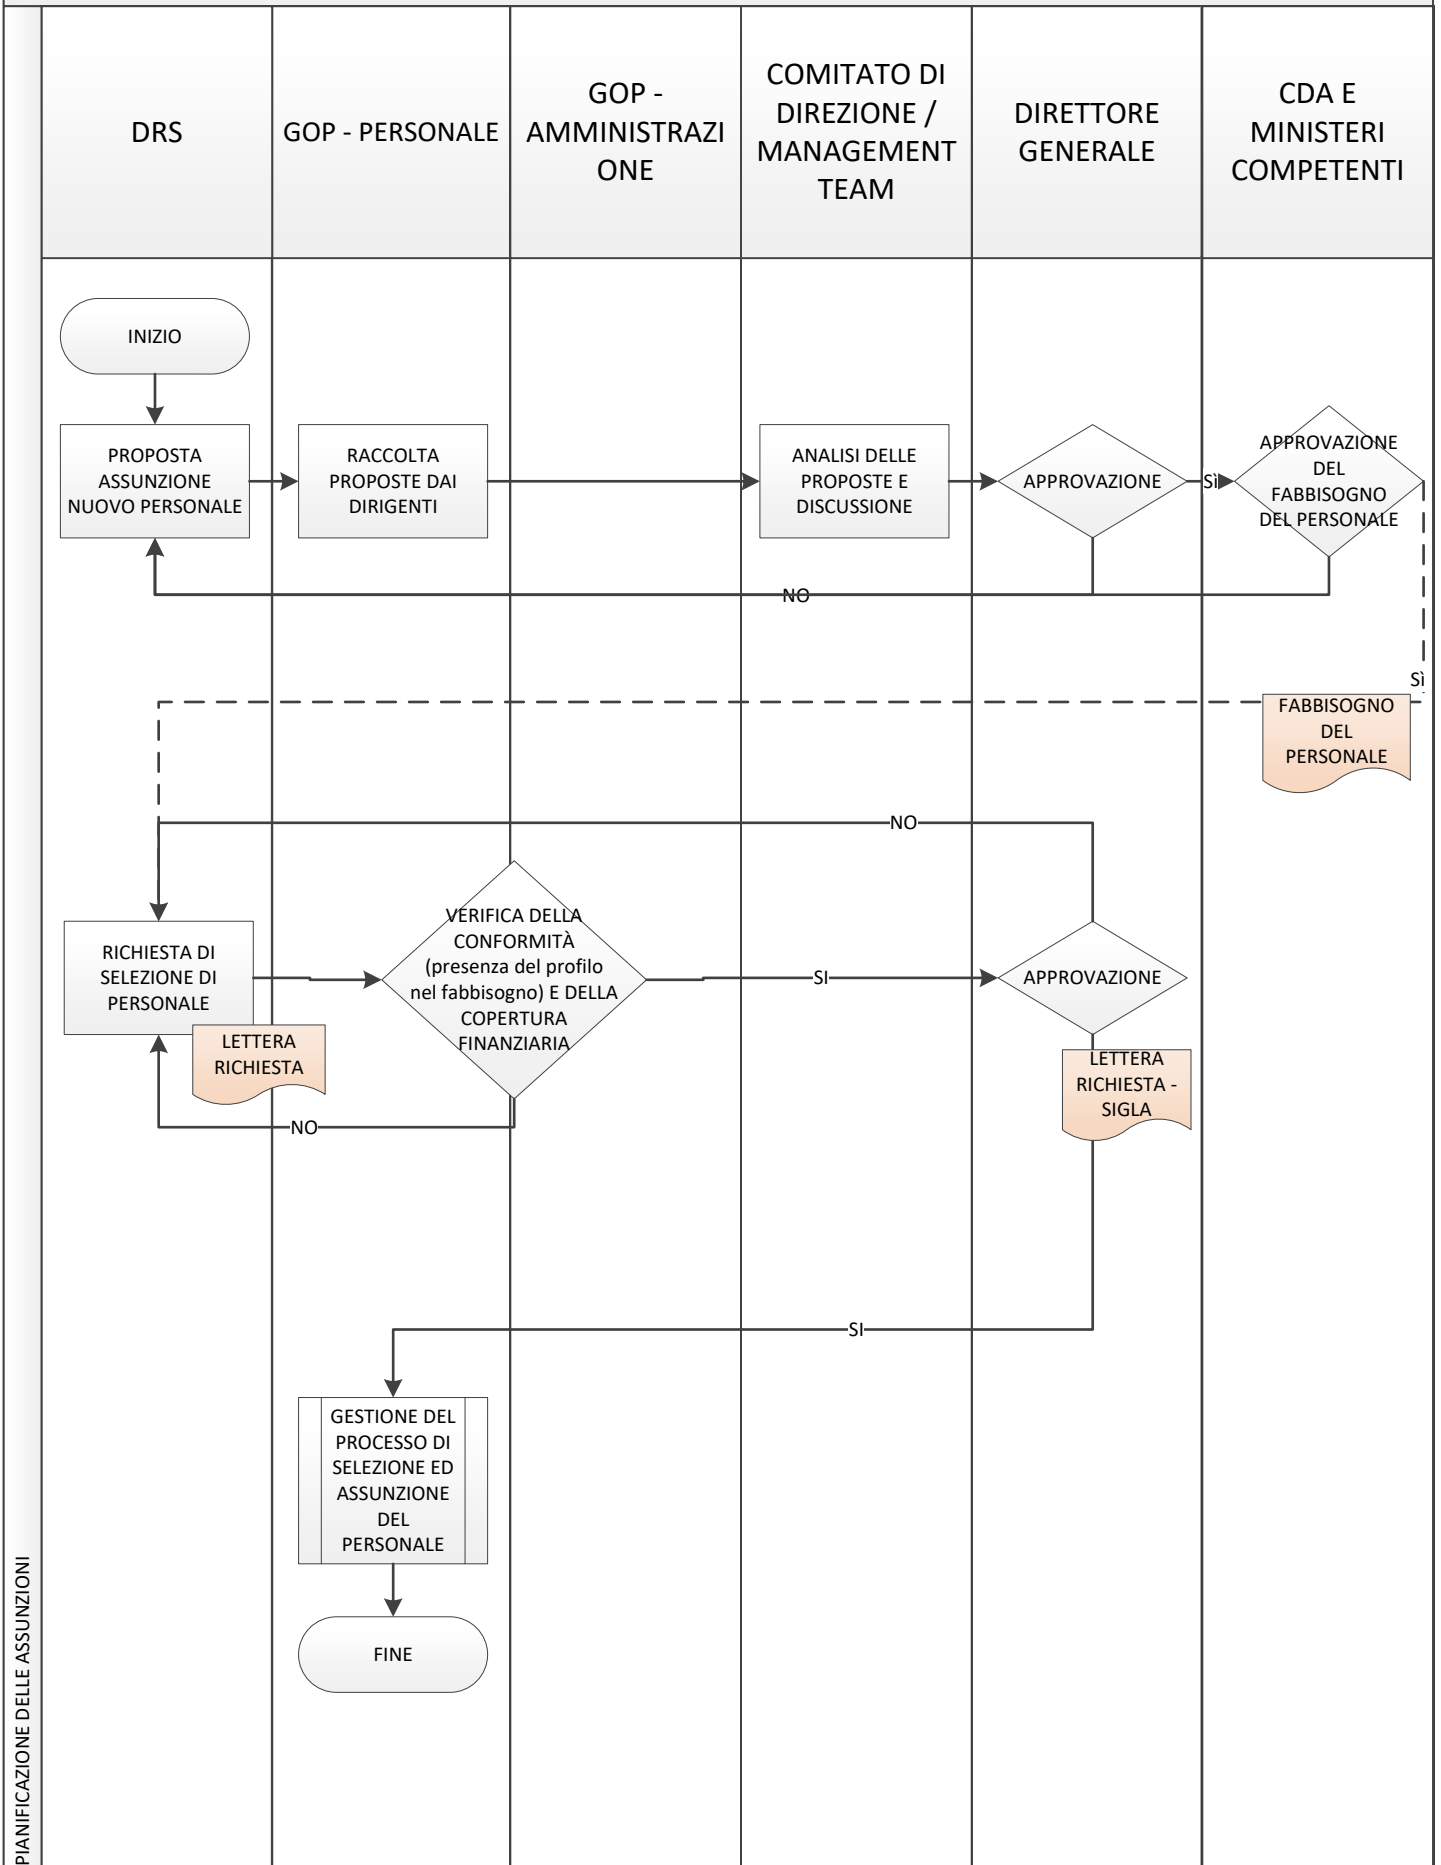 DRS
GOP - PERSONALE
GOP -
AMMINISTRAZI
ONE
COMITATO DI
DIREZIONE /
MANAGEMENT
TEAM
DIRETTORE
GENERALE
CDA E
MINISTERI
COMPETENTI
INIZIO
PROPOSTA
ASSUNZIONE
NUOVO PERSONALE
RACCOLTA
PROPOSTE DAI
DIRIGENTI
ANALISI DELLE
PROPOSTE E
DISCUSSIONE
APPROVAZIONE
Sì
APPROVAZIONE
DEL
FABBISOGNO
DEL PERSONALE
NO
Sì
FABBISOGNO
DEL
PERSONALE
NO
RICHIESTA DI
SELEZIONE DI
PERSONALE
LETTERA
RICHIESTA
VERIFICA DELLA
CONFORMITÀ
(presenza del profilo
nel fabbisogno) E DELLA
COPERTURA
FINANZIARIA
SI
APPROVAZIONE
LETTERA
RICHIESTA -
SIGLA
NO
SI
GESTIONE DEL
PROCESSO DI
SELEZIONE ED
ASSUNZIONE
DEL
PERSONALE
FINE
PIANIFICAZIONE DELLE ASSUNZIONI